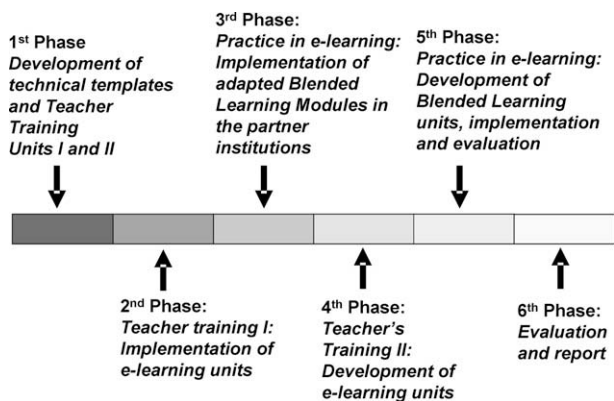 1st Phase
Development of
technical templates
and Teacher
Training
Units I and II
3rd Phase:
Practice in e-learning:
Implementation of
adapted Blended
Learning Modules in
the partner
institutions
5th Phase:
Practice in e-learning:
Development of
Blended Learning
units, implementation
and evaluation
2nd Phase:
Teacher training I:
Implementation of
e-learning units
4th Phase:
Teacher's
Training II:
Development of
e-learning units
6th Phase:
Evaluation
and report